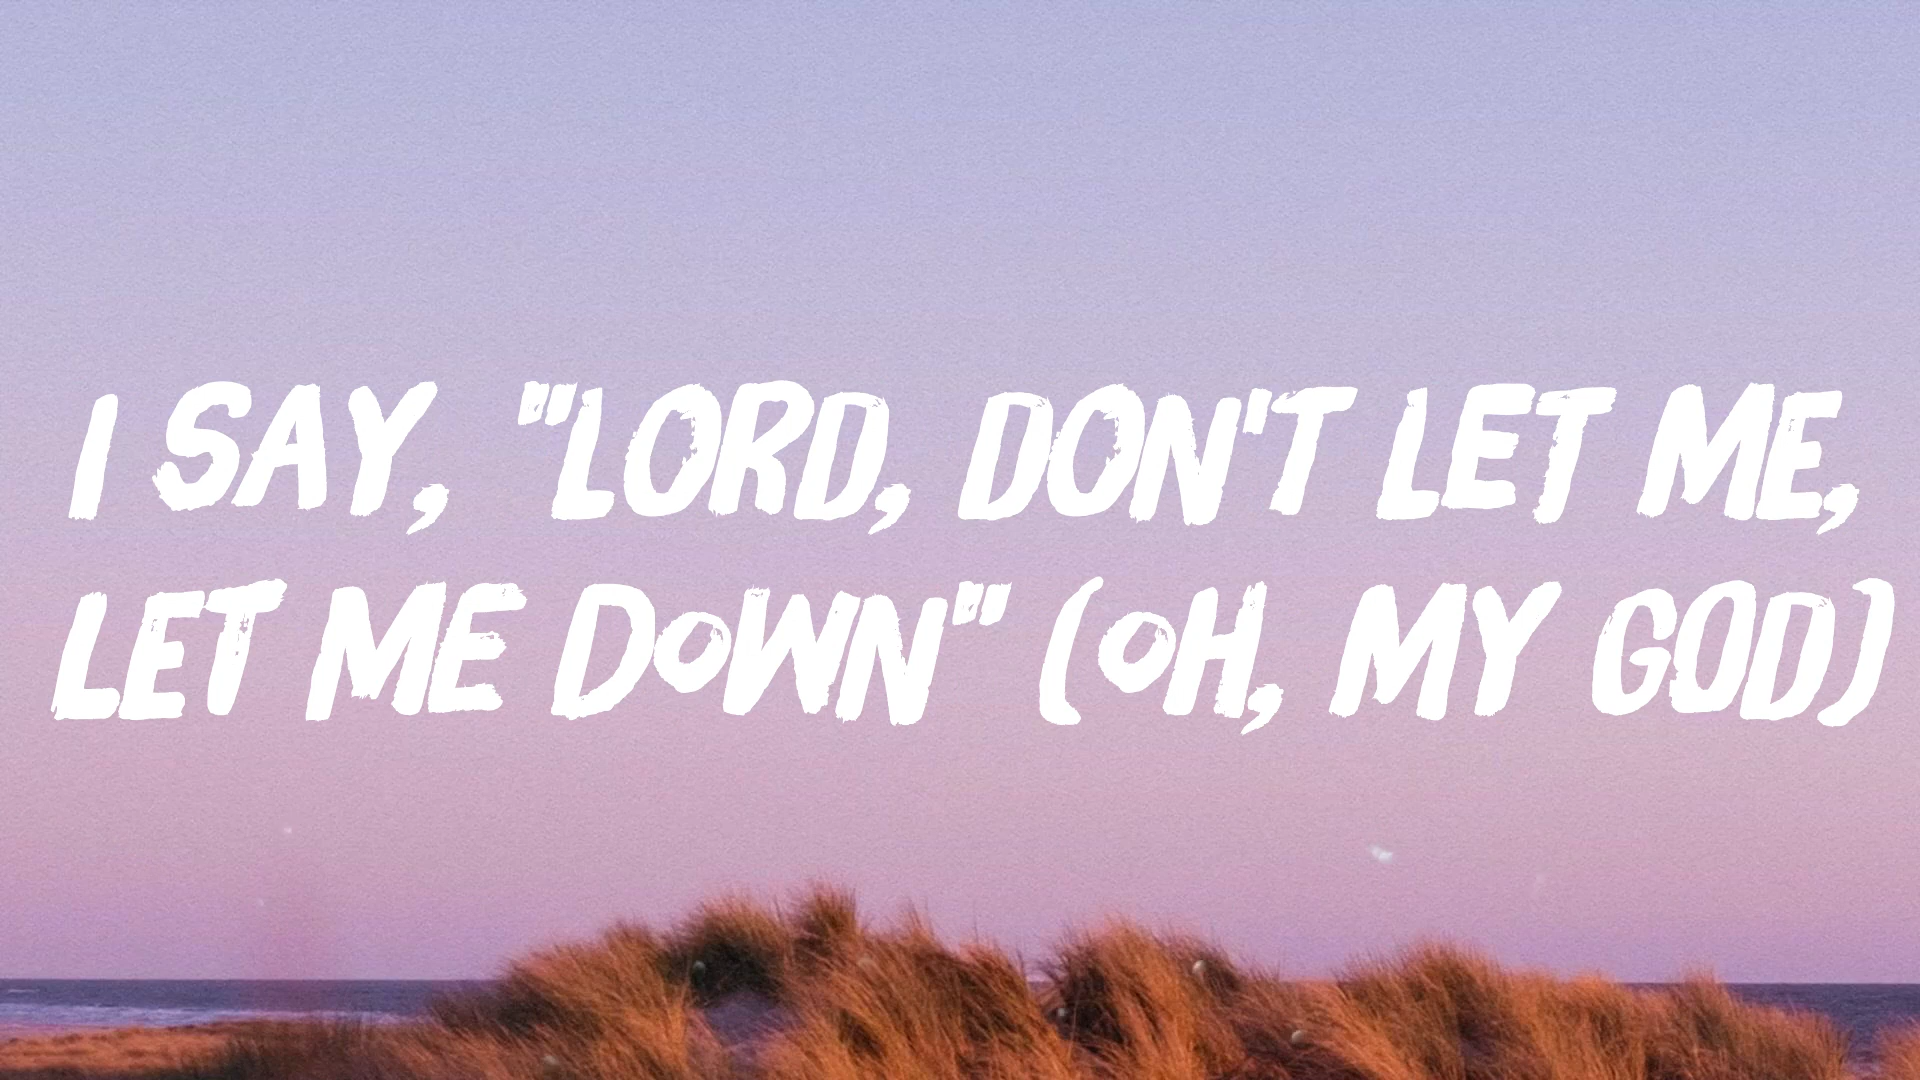 I SAY, "LORD, DON'T LET ME,
LET ME DOWN" (OH, MY GOD)